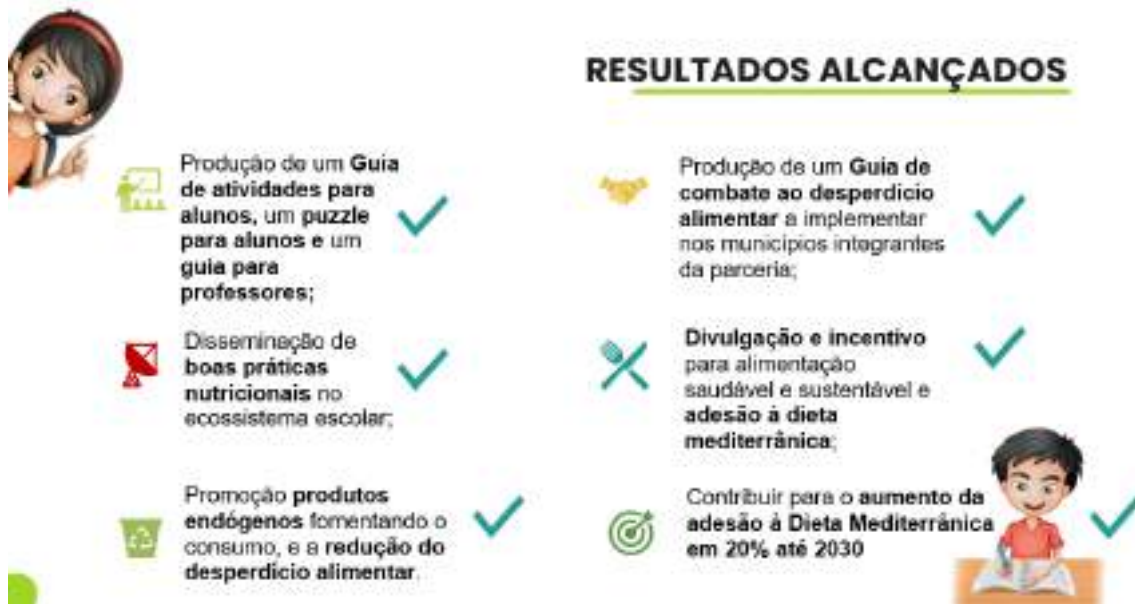 RESULTADOS ALCANÇADOS
Produção de um Guia
de atividades para
alunos, um puzzle
para alunos e um
guia para
professores;
Disseminação de
boas práticas
nutricionais no
ecossistema escolar;
Promoção produtos
endógenos fomentando o
consumo, e a redução do
desperdício alimentar.
Produção de um Guia de
combate ao desperdício
alimentar a implementar
nos municípios integrantes
da parceria;
Divulgação e incentivo
para alimentação
saudável e sustentável e
adesão à dieta
mediterrânica;
Contribuir para o aumento da
adesão à Dieta Mediterrânica
em 20% até 2030